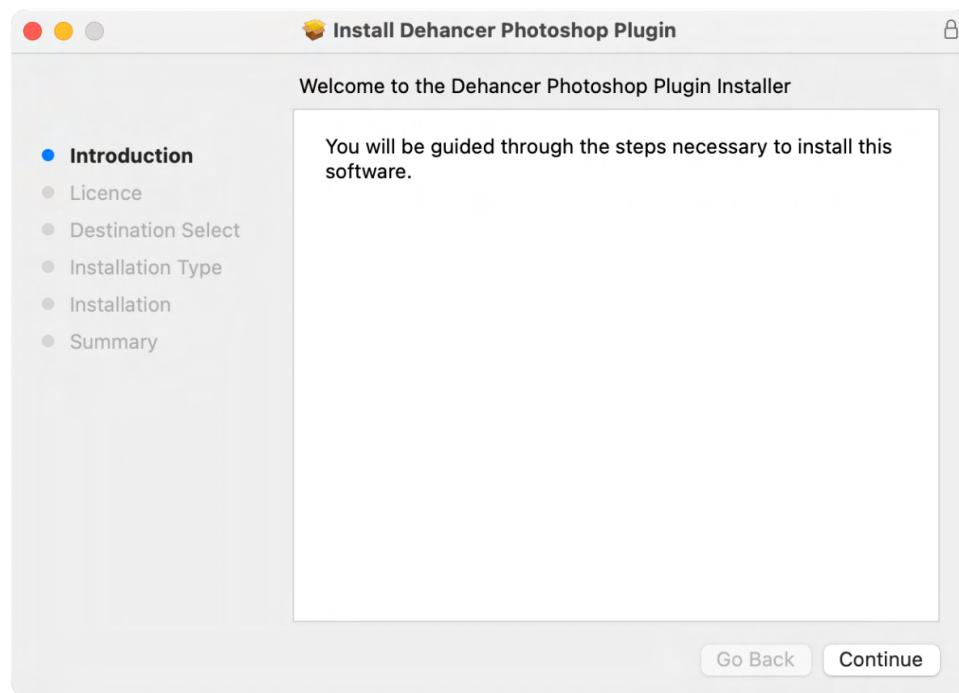 Install Dehancer Photoshop Plugin
Welcome to the Dehancer Photoshop Plugin Installer
Introduction
Licence
Destination Select
Installation Type
Installation
Summary
You will be guided through the steps necessary to install this
software.
Go Back
Continue